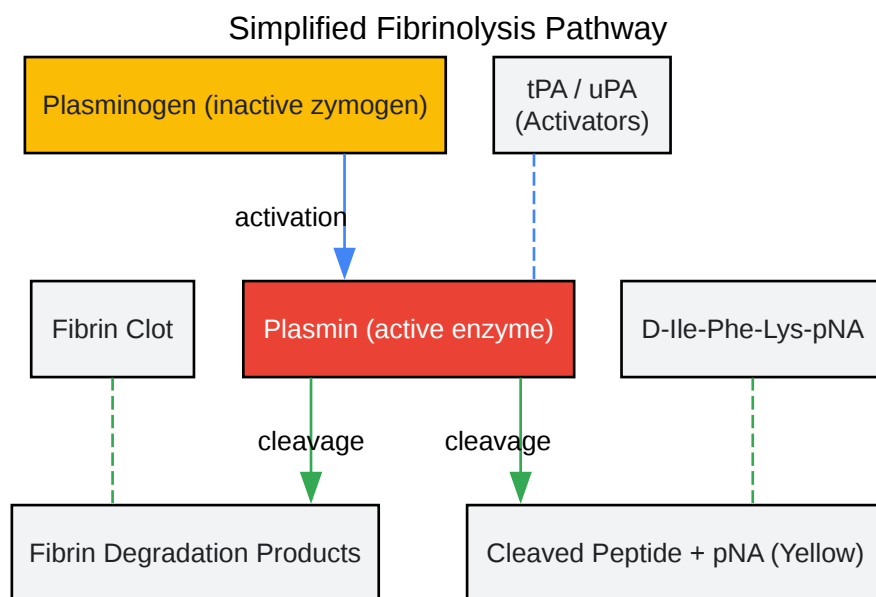 Simplified Fibrinolysis Pathway
Plasminogen (inactive zymogen)
tPA / uPA
(Activators)
activation
Fibrin Clot
Plasmin (active enzyme)
D-Ile-Phe-Lys-pNA
cleavage
cleavage
Fibrin Degradation Products
Cleaved Peptide + pNA (Yellow)